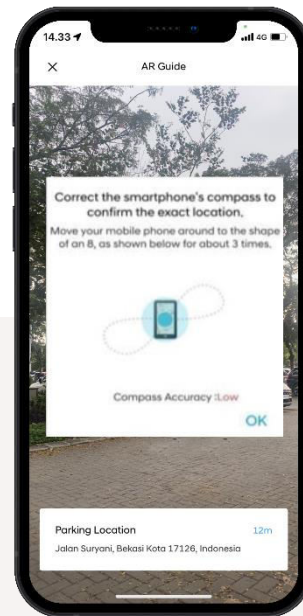 14.33
4G
AR Guide
Correct the smartphone's compass to
confirm the exact location.
Move your mobile phone around to the shape
of an 8, as shown below for about 3 times.
Compass Accuracy :Low
OK
Parking Location 12m
Jalan Suryani, Bekasi Kota 17126, Indonesia